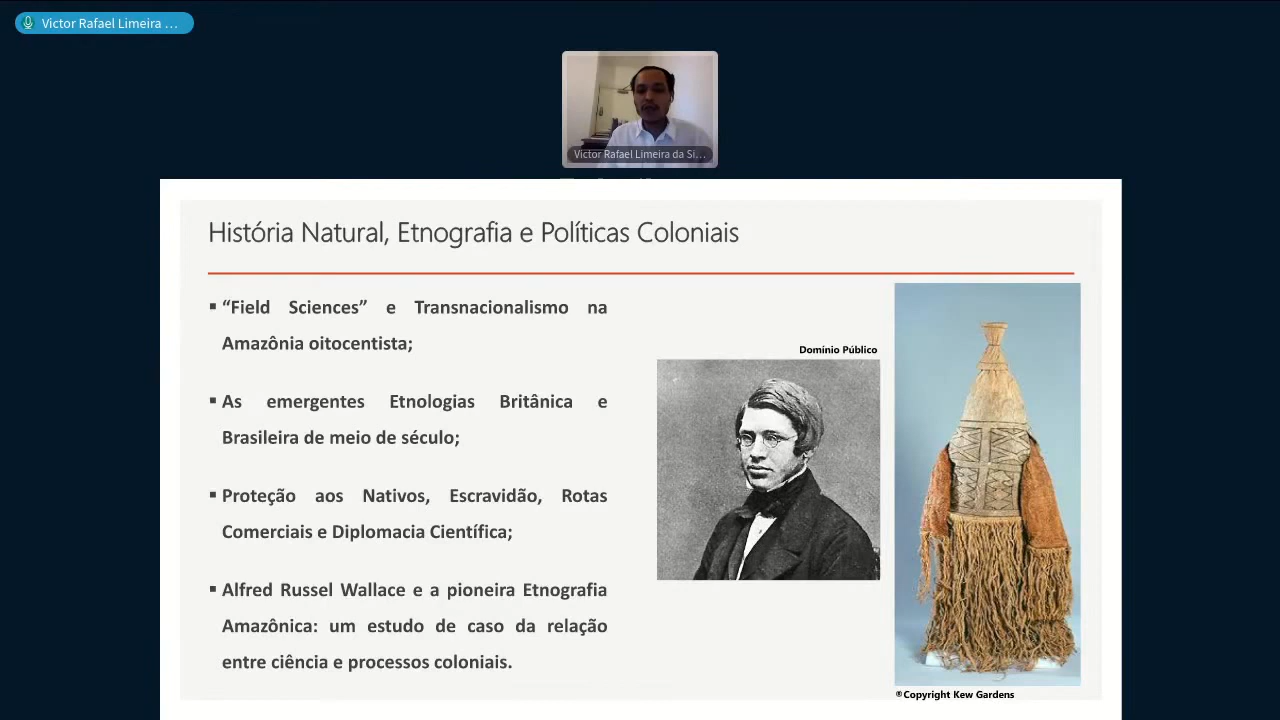 Victor Rafael Limeira ...
Victor Rafael Limeira da Si...
História Natural, Etnografia e Políticas Coloniais
▪ “Field Sciences” e Transnacionalismo na
Amazônia oitocentista;
▪ As emergentes Etnologias Britânica e
Brasileira de meio de século;
▪ Proteção aos Nativos, Escravidão, Rotas
Comerciais e Diplomacia Científica;
▪ Alfred Russel Wallace e a pioneira Etnografia
Amazônica: um estudo de caso da relação
entre ciência e processos coloniais.
Domínio Público
®Copyright Kew Gardens